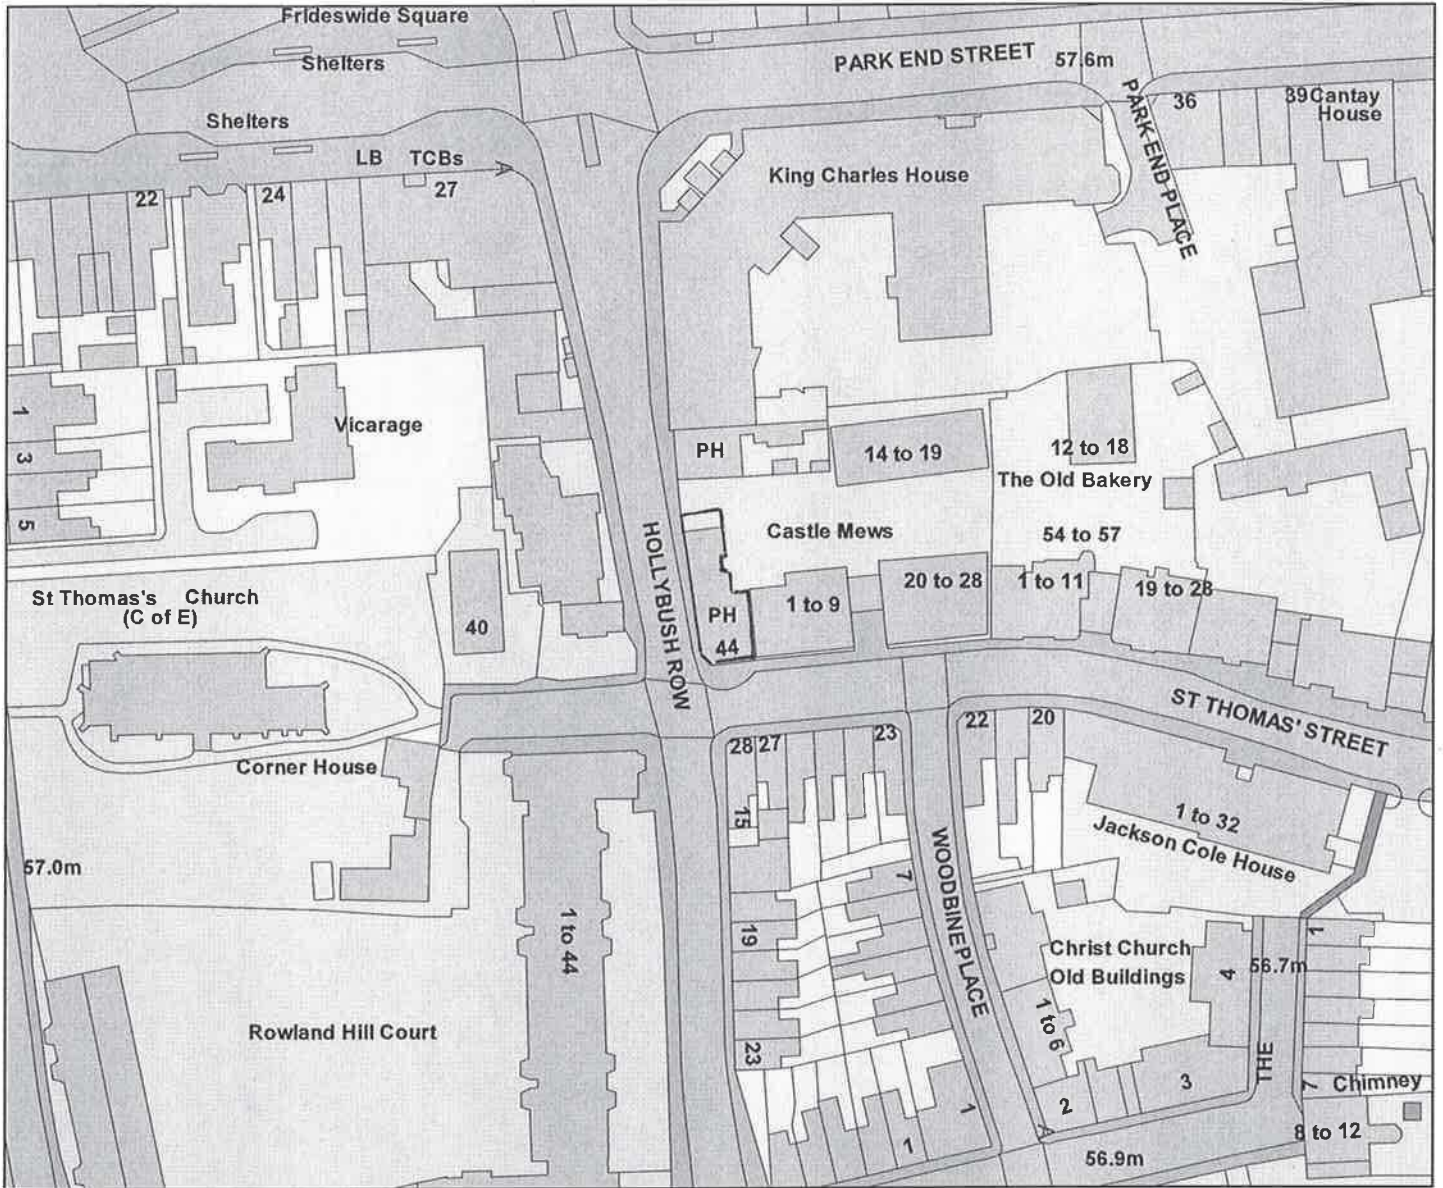 Frideswide Square
Shelters
PARK END STREET
57.6m
Shelters
LB
TCBs
22
24
27
PARK END PLACE
36
39
Cantay
House
King Charles House
1
3
5
Vicarage
PH
14 to 19
12 to 18
The Old Bakery
54 to 57
Castle Mews
HOLLYBUSH ROW
St Thomas's Church
(C of E)
40
PH
44
1 to 9
20 to 28
1 to 11
19 to 28
ST THOMAS' STREET
Corner House
28
27
23
22
20
15
1 to 32
Jackson Cole House
57.0m
7
WOODBINE PLACE
1 to 44
19
Christ Church
Old Buildings
4
56.7m
1
Rowland Hill Court
1 to 6
23
THE
7
Chimney
3
2
1
1
8 to 12
56.9m